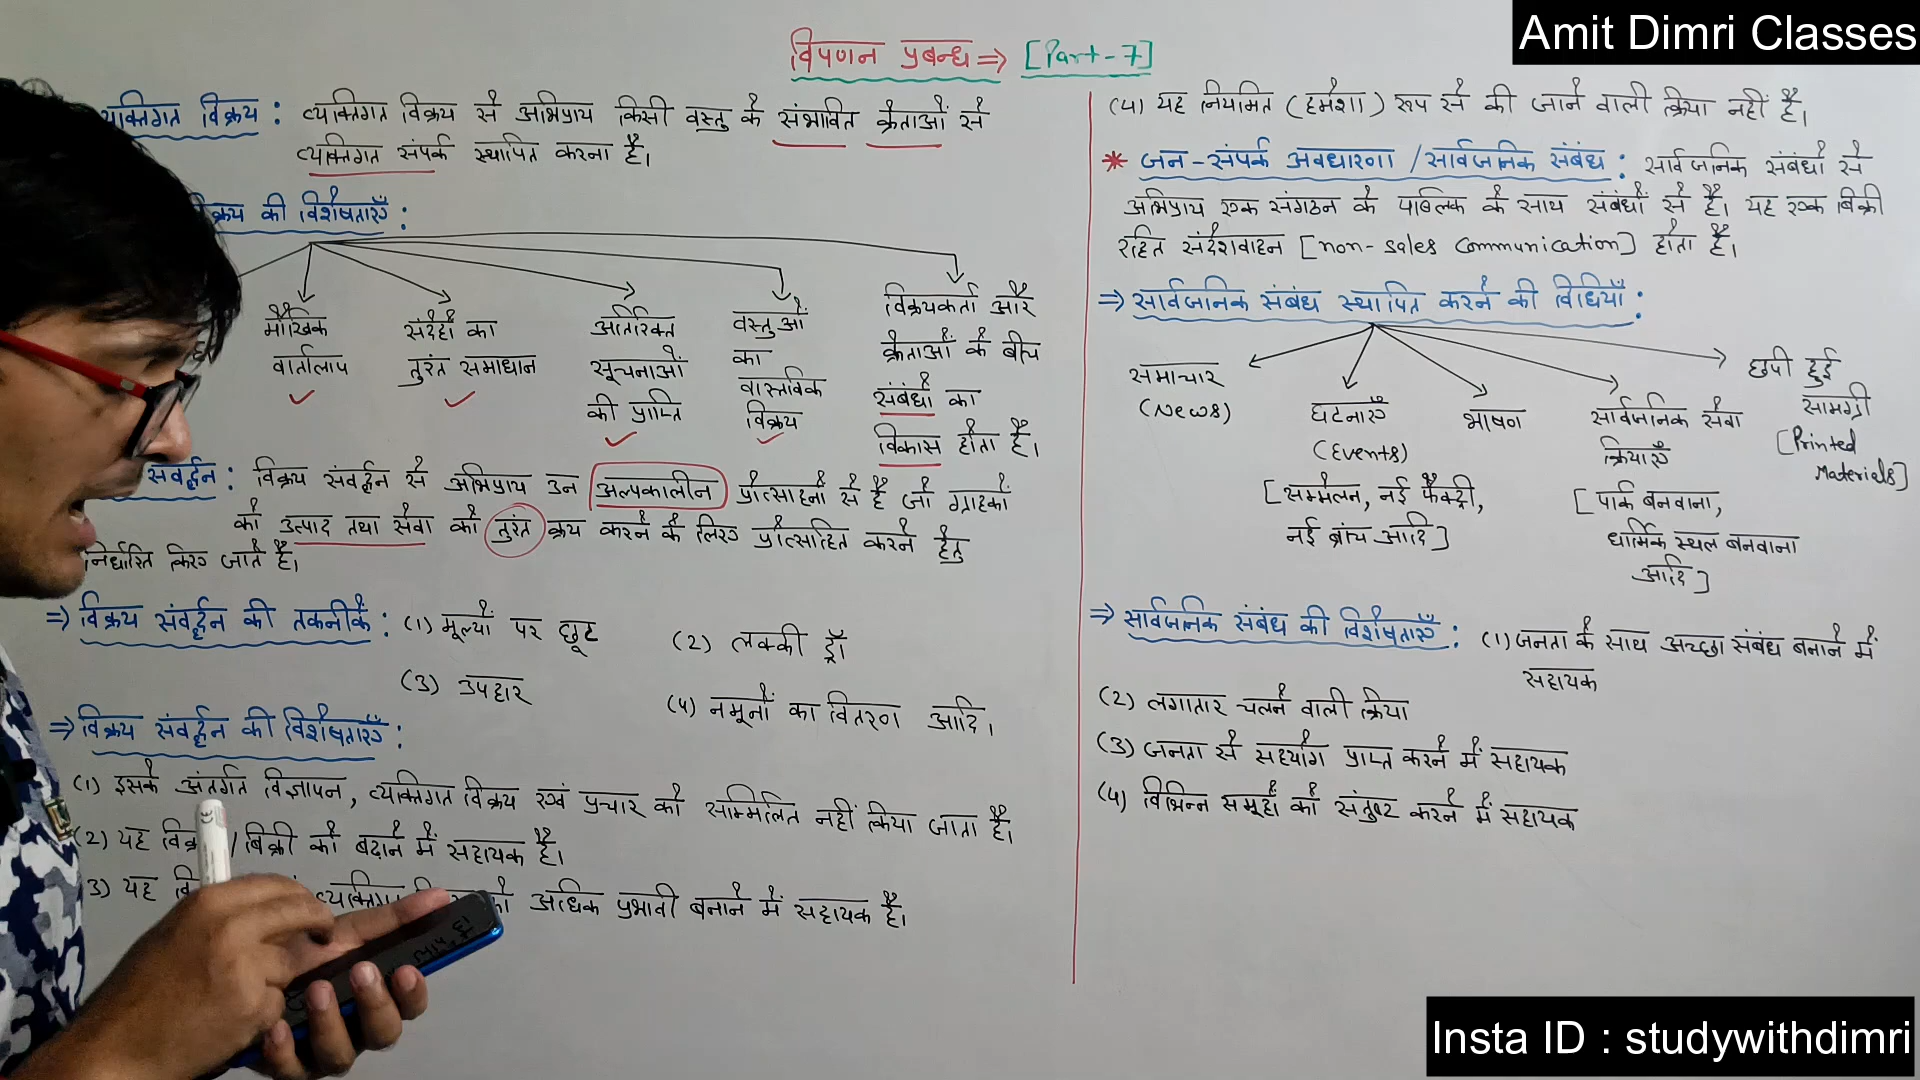 Amit Dimri Classes
विपणन प्रबन्ध ⇒ [Part-7]
व्यक्तिगत विक्रय : व्यक्तिगत विक्रय से अभिप्राय किसी वस्तु के संभावित क्रेताओं से
व्यक्तिगत संपर्क स्थापित करना है।
विक्रय की विशेषताएँ :
मौखिक
वार्तालाप
संदेहों का
तुरंत समाधान
अतिरिक्त
सूचनाओं
की प्राप्ति
वस्तुओं
का
वास्तविक
विक्रय
विक्रयकर्ता और
क्रेताओं के बीच
संबंधों का
विकास होता है।
संवर्द्धन : विक्रय संवर्द्धन से अभिप्राय उन अल्पकालीन प्रोत्साहनों से है जो ग्राहकों
को उत्पाद तथा सेवा को तुरंत क्रय करने के लिए प्रोत्साहित करने हेतु
निर्धारित किए जाते है।
⇒ विक्रय संवर्द्धन की तकनीकें : (1) मूल्यों पर छूट
(2) लक्की ड्रॉ
(3) उपहार
(4) नमूनों का वितरण आदि।
⇒ विक्रय संवर्द्धन की विशेषताएँ :
(1) इसके अंतर्गत विज्ञापन, व्यक्तिगत विक्रय एवं प्रचार को सम्मिलित नहीं किया जाता है।
(2) यह / बिक्री को बढ़ाने में सहायक है।
(3) यह को अधिक प्रभावी बनाने में सहायक है।
(4) यह नियमित (हमेशा) रूप से की जाने वाली क्रिया नहीं है।
* जन-संपर्क अवधारणा / सार्वजनिक संबंध : सार्वजनिक संबंधों से
अभिप्राय एक संगठन के पब्लिक के साथ संबंधों से है। यह एक बिक्री
रहित संदेशवाहन [non-sales communication] होता है।
⇒ सार्वजनिक संबंध स्थापित करने की विधियाँ :
समाचार
(News)
घटनाएँ
(Events)
[सम्मेलन, नई फैक्ट्री,
नई ब्रांच आदि]
भाषण
सार्वजनिक सेवा
क्रियाएँ
[पार्क बनवाना,
धार्मिक स्थल बनवाना
आदि]
छपी हुई
सामग्री
[Printed
Materials]
⇒ सार्वजनिक संबंध की विशेषताएँ : (1) जनता के साथ अच्छा संबंध बनाने में
सहायक
(2) लगातार चलने वाली क्रिया
(3) जनता से सहयोग प्राप्त करने में सहायक
(4) विभिन्न समूहों को संतुष्ट करने में सहायक
Insta ID : studywithdimri